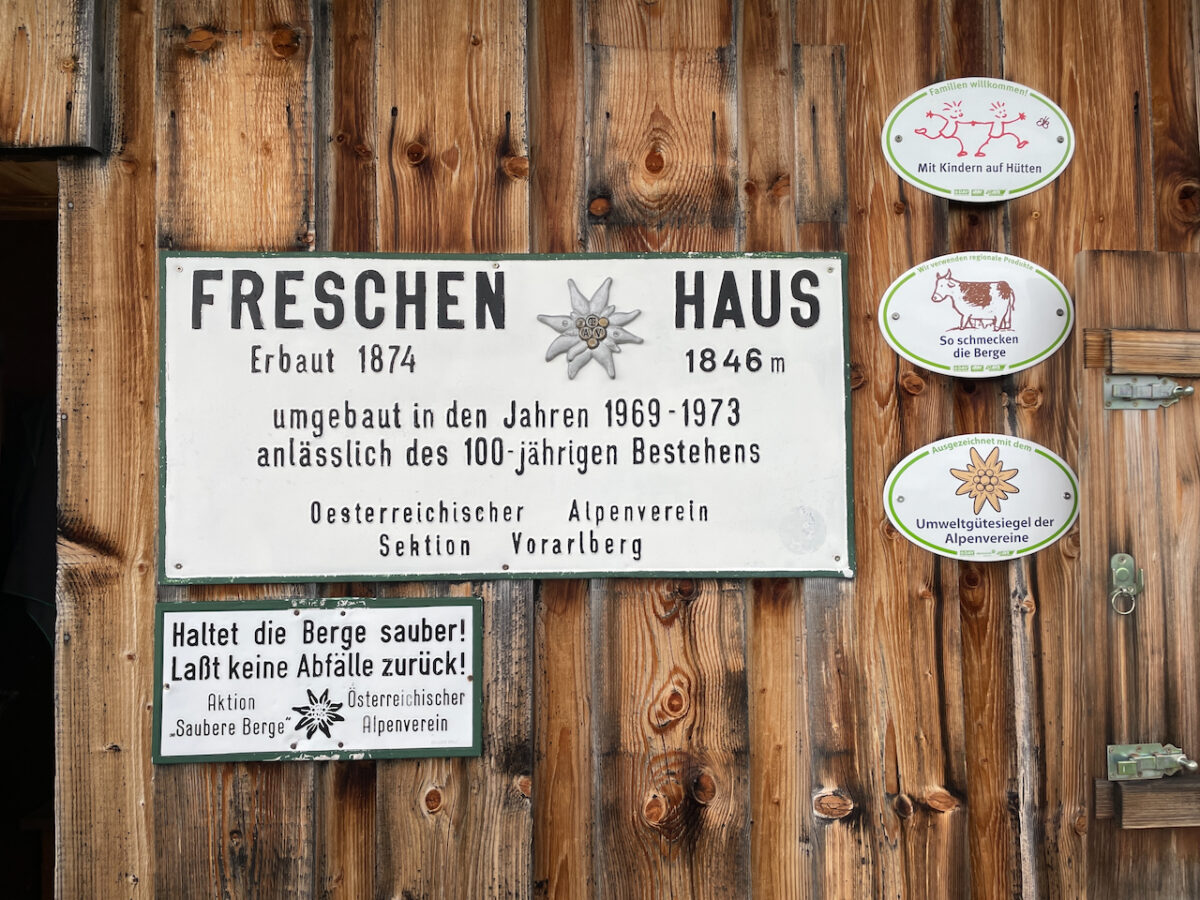 FRESCHEN HAUS
Erbaut 1874 1846 m
umgebaut in den Jahren 1969-1973
anlässlich des 100-jährigen Bestehens
Oesterreichischer Alpenverein
Sektion Vorarlberg
Haltet die Berge sauber!
Laßt keine Abfälle zurück!
Aktion
„Saubere Berge"
Österreichischer
Alpenverein
Familien willkommen!
Mit Kindern auf Hütten
Wir verwenden regionale Produkte
So schmecken
die Berge
Ausgezeichnet mit dem
Umweltgütesiegel der
Alpenvereine